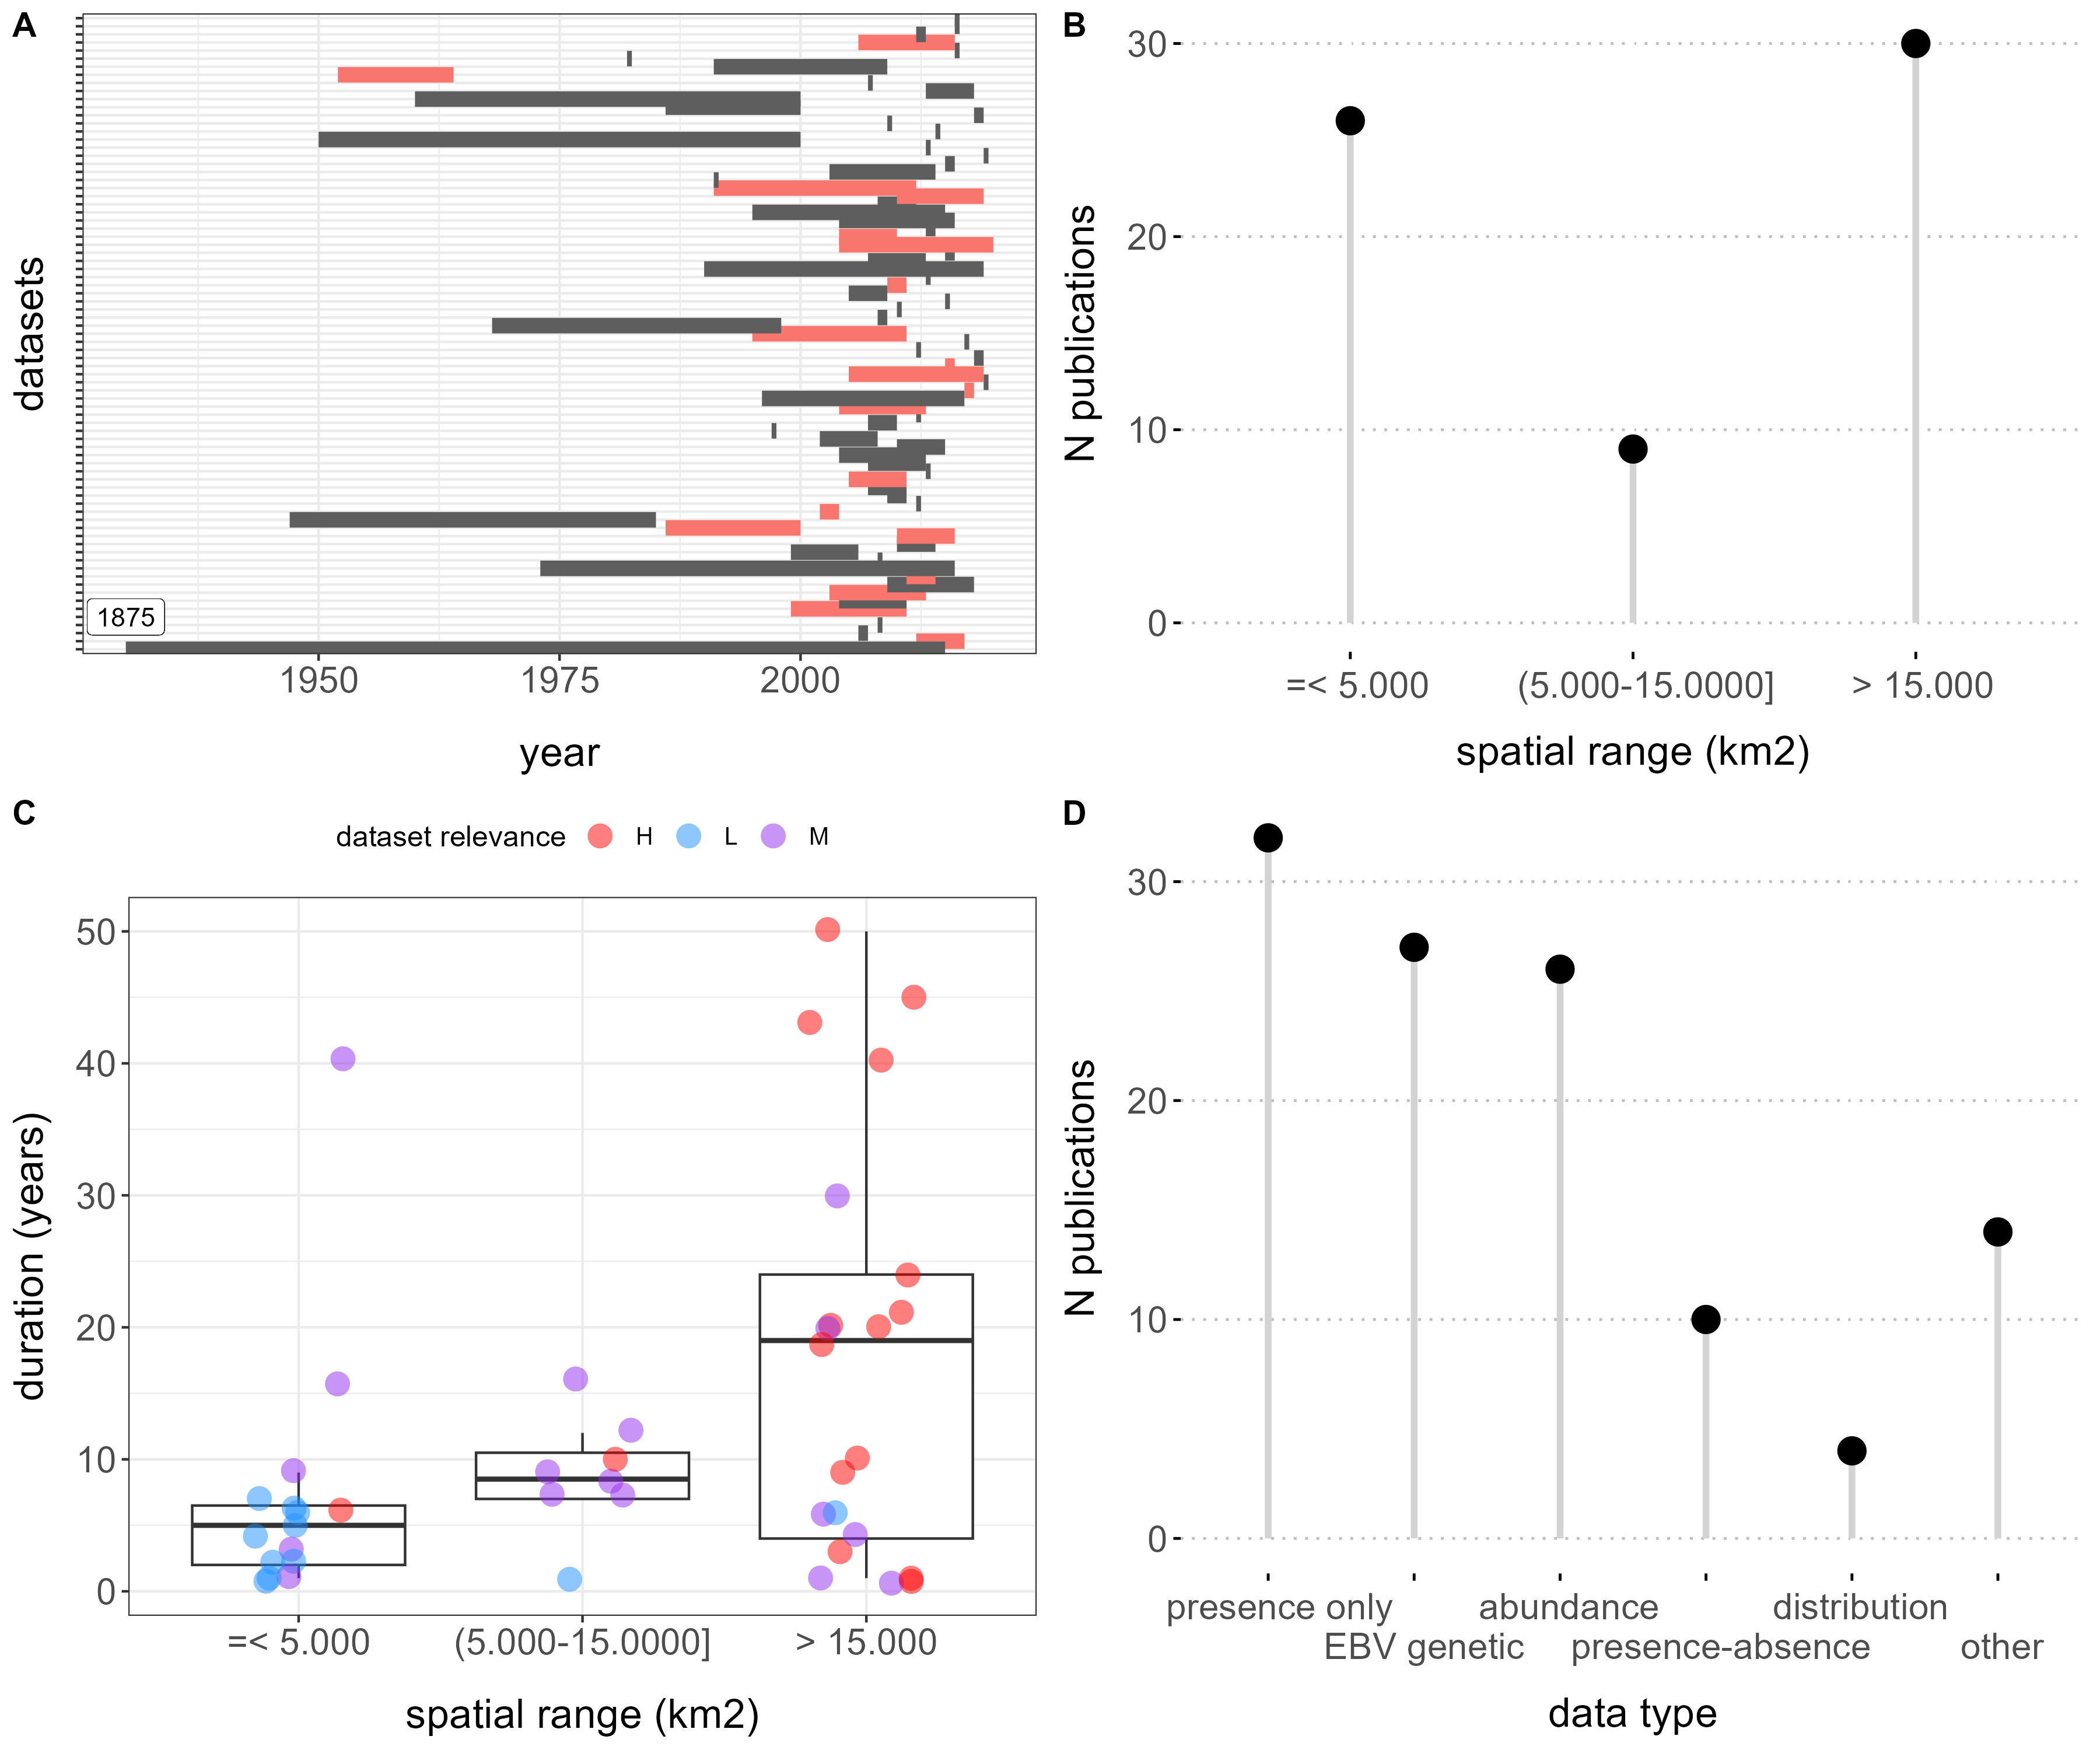 A
datasets
1875
1950 1975 2000
year
B
N publications
30
20
10
0
=< 5.000 (5.000-15.0000] > 15.000
spatial range (km2)
C
dataset relevance H L M
duration (years)
50
40
30
20
10
0
=< 5.000 (5.000-15.0000] > 15.000
spatial range (km2)
D
N publications
30
20
10
0
presence only abundance distribution
EBV genetic presence-absence other
data type